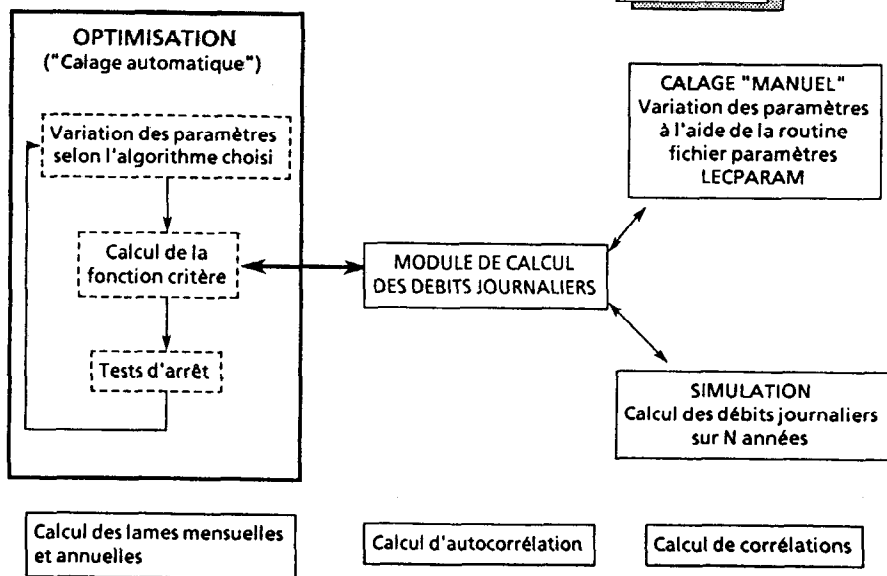 OPTIMISATION
("Calage automatique")
Variation des paramètres
selon l'algorithme choisi
Calcul de la
fonction critère
Tests d'arrêt
MODULE DE CALCUL
DES DEBITS JOURNALIERS
CALAGE "MANUEL"
Variation des paramètres
à l'aide de la routine
fichier paramètres
LECPARAM
SIMULATION
Calcul des débits journaliers
sur N années
Calcul des lames mensuelles
et annuelles
Calcul d'autocorrélation
Calcul de corrélations